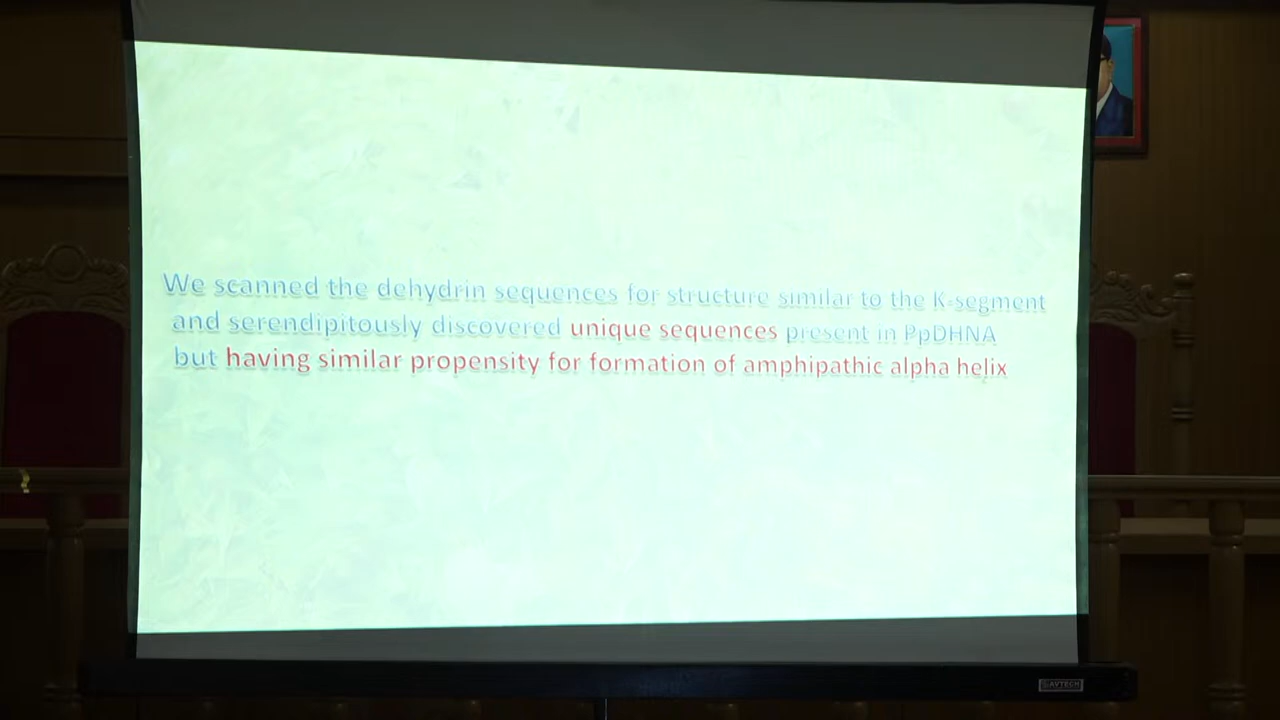 We scanned the dehydrin sequences for structure similar to the K-segment
and serendipitously discovered unique sequences present in PpDHNA
but having similar propensity for formation of amphipathic alpha helix